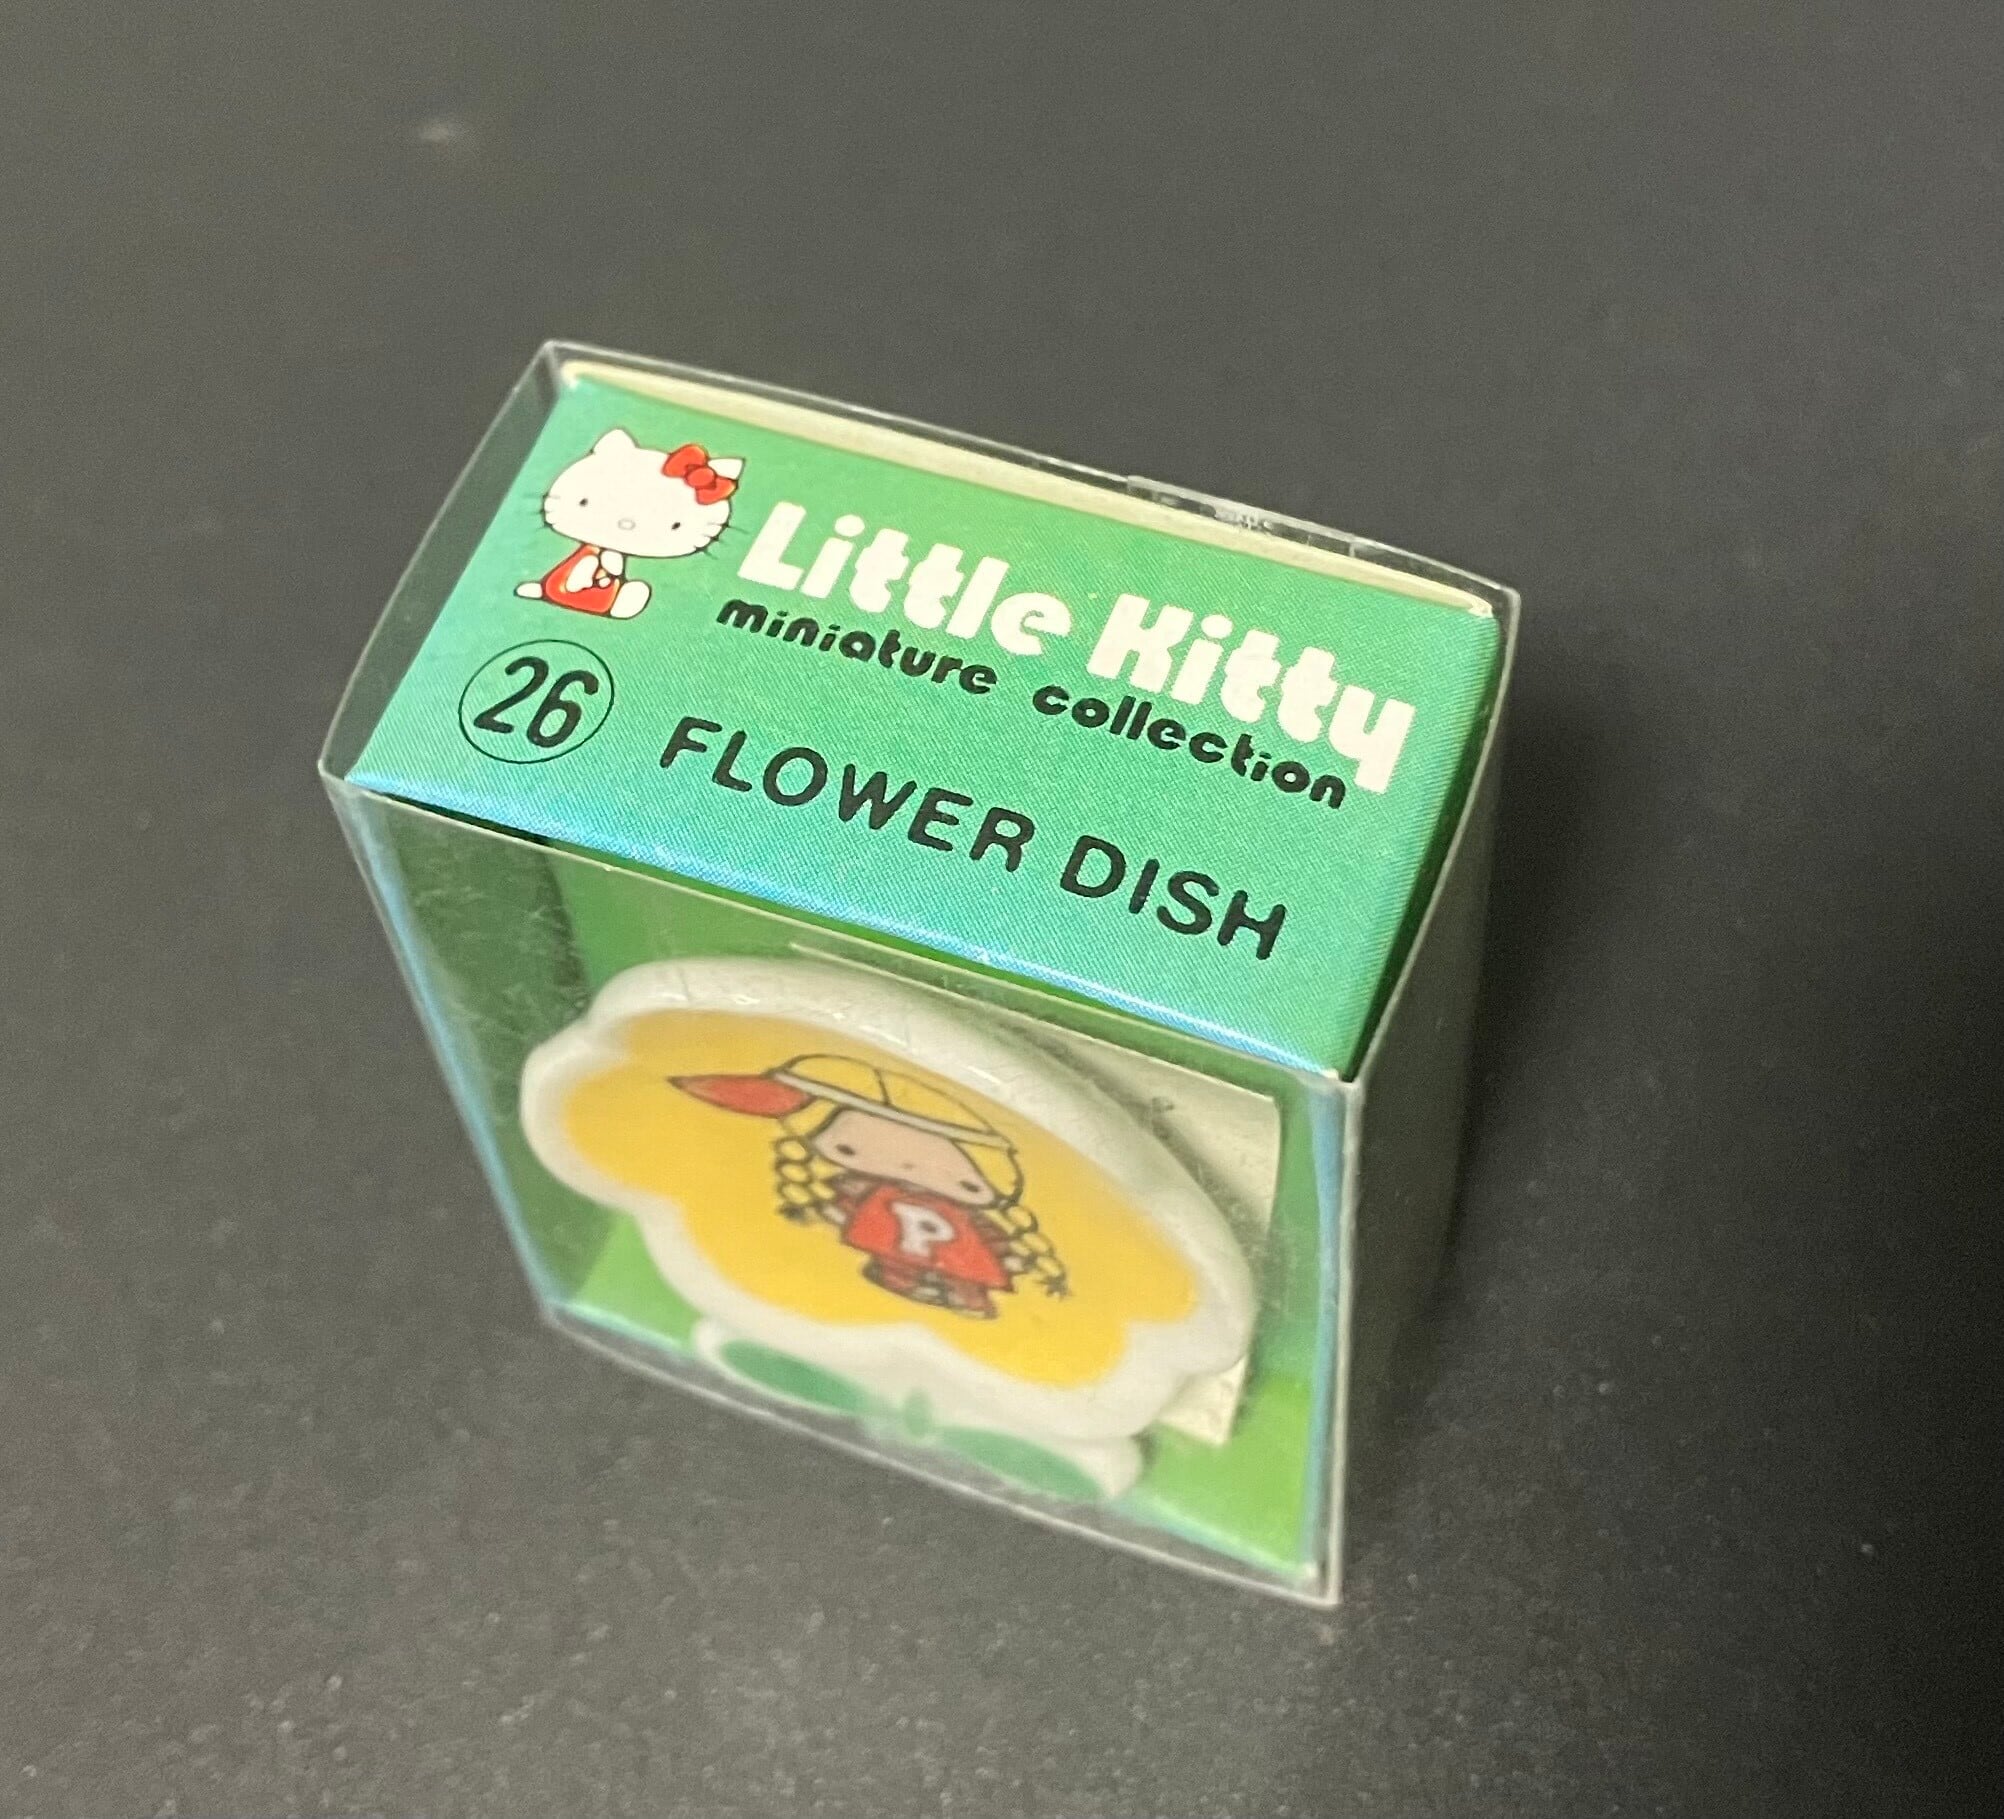 Little Kitty
miniature collection
26 FLOWER DISH
P